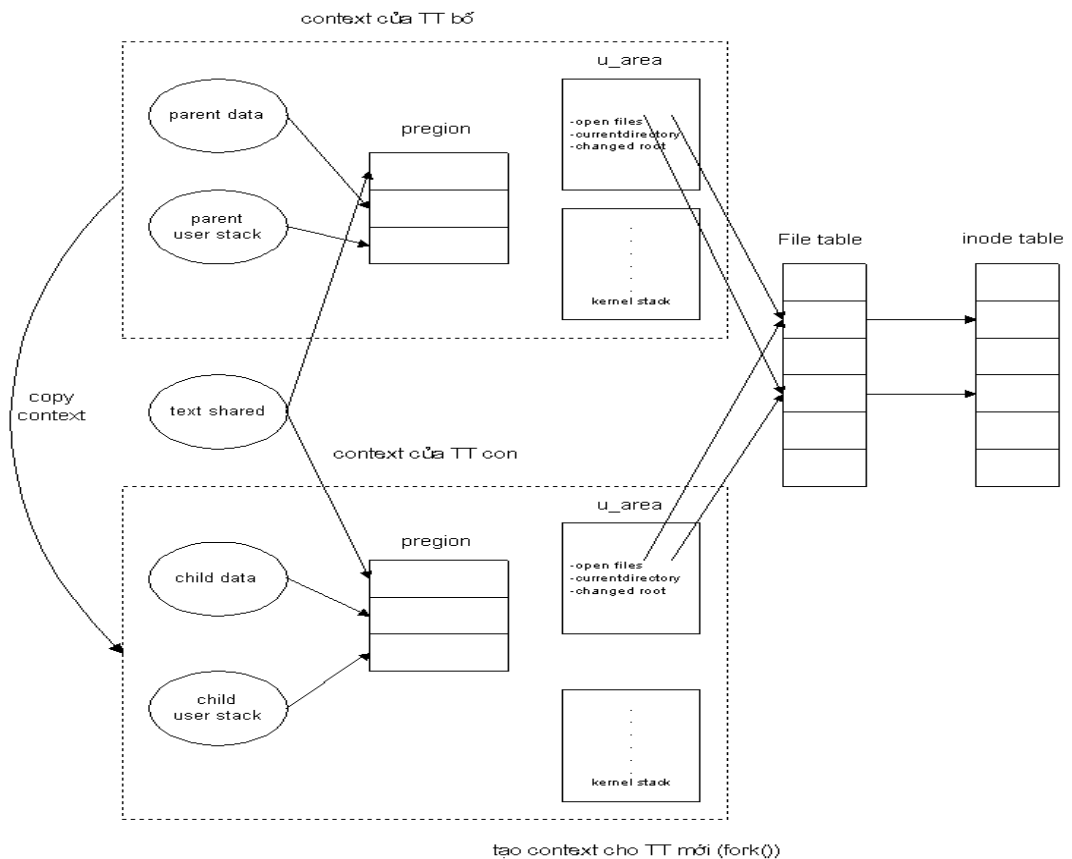 context của TT bố
u_area
parent data
pregion
-open files
-currentdirectory
-changed root
parent
user stack
File table
inode table
kernel stack
copy
context
text shared
context của TT con
u_area
pregion
-open files
-currentdirectory
-changed root
child data
child
user stack
kernel stack
tạo context cho TT mới (fork())